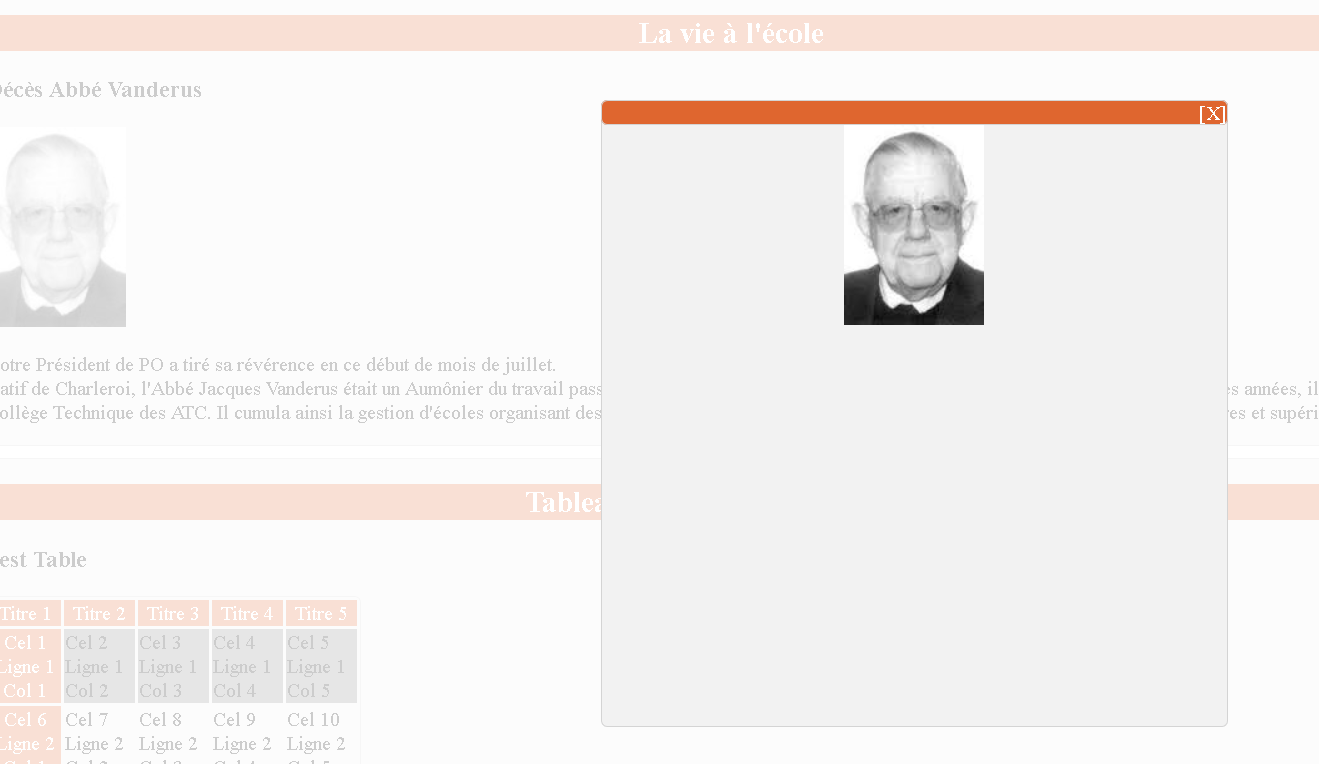 La vie à l'école
Décès Abbé Vanderus
[X]
otre Président de PO a tiré sa révérence en ce début de mois de juillet.
atif de Charleroi, l'Abbé Jacques Vanderus était un Aumônier du travail pass es années, il
ollège Technique des ATC. Il cumula ainsi la gestion d'écoles organisant des res et supéri
Tablea
est Table
Titre 1 Titre 2 Titre 3 Titre 4 Titre 5
Cel 1 Cel 2 Cel 3 Cel 4 Cel 5
Ligne 1 Ligne 1 Ligne 1 Ligne 1 Ligne 1
Col 1 Col 2 Col 3 Col 4 Col 5
Cel 6 Cel 7 Cel 8 Cel 9 Cel 10
Ligne 2 Ligne 2 Ligne 2 Ligne 2 Ligne 2